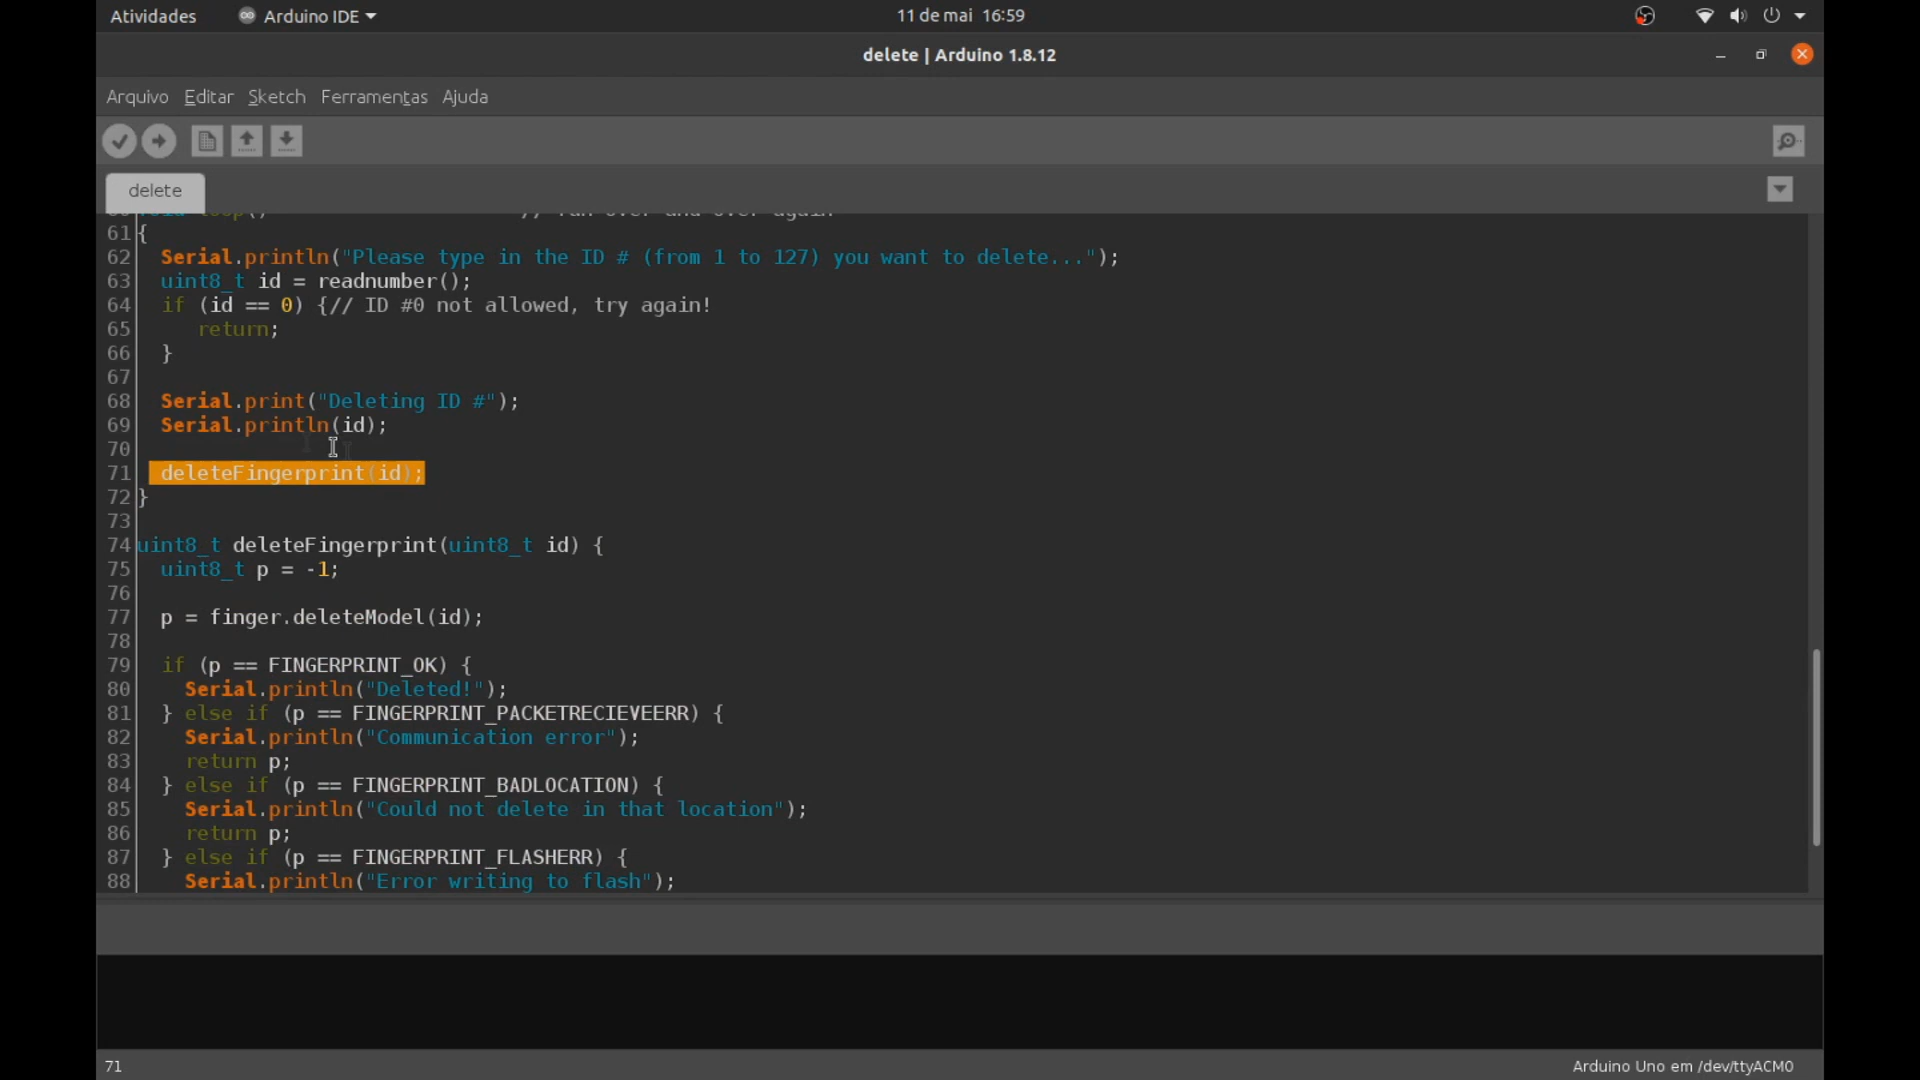 Atividades
Arduino IDE
11 de mai 16:59
delete | Arduino 1.8.12
Arquivo Editar Sketch Ferramentas Ajuda
delete
61 {
62   Serial.println("Please type in the ID # (from 1 to 127) you want to delete...");
63   uint8_t id = readnumber();
64   if (id == 0) {// ID #0 not allowed, try again!
65      return;
66   }
67
68   Serial.print("Deleting ID #");
69   Serial.println(id);
70
71   deleteFingerprint(id);
72 }
73
74 uint8_t deleteFingerprint(uint8_t id) {
75   uint8_t p = -1;
76
77   p = finger.deleteModel(id);
78
79   if (p == FINGERPRINT_OK) {
80     Serial.println("Deleted!");
81   } else if (p == FINGERPRINT_PACKETRECIEVEERR) {
82     Serial.println("Communication error");
83     return p;
84   } else if (p == FINGERPRINT_BADLOCATION) {
85     Serial.println("Could not delete in that location");
86     return p;
87   } else if (p == FINGERPRINT_FLASHERR) {
88     Serial.println("Error writing to flash");
71
Arduino Uno em /dev/ttyACM0